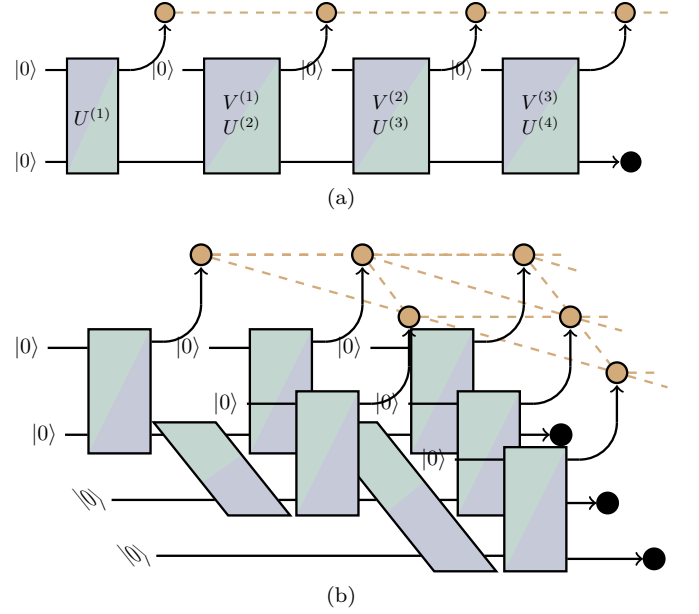 |0⟩ |0⟩ |0⟩ |0⟩
U⁽¹⁾ V⁽¹⁾ V⁽²⁾ V⁽³⁾
U⁽²⁾ U⁽³⁾ U⁽⁴⁾
|0⟩
(a)
|0⟩ |0⟩ |0⟩
|0⟩ |0⟩
|0⟩
|0⟩
|0⟩
|0⟩
(b)